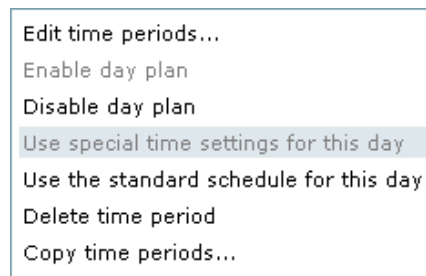 Edit time periods...
Enable day plan
Disable day plan
Use special time settings for this day
Use the standard schedule for this day
Delete time period
Copy time periods...